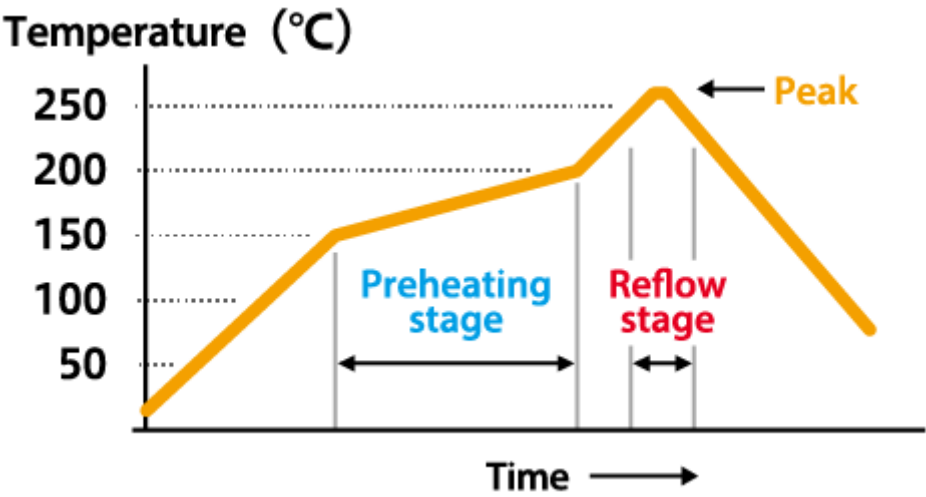 Temperature (℃)
250
200
150
100
50
Peak
Preheating
stage
Reflow
stage
Time